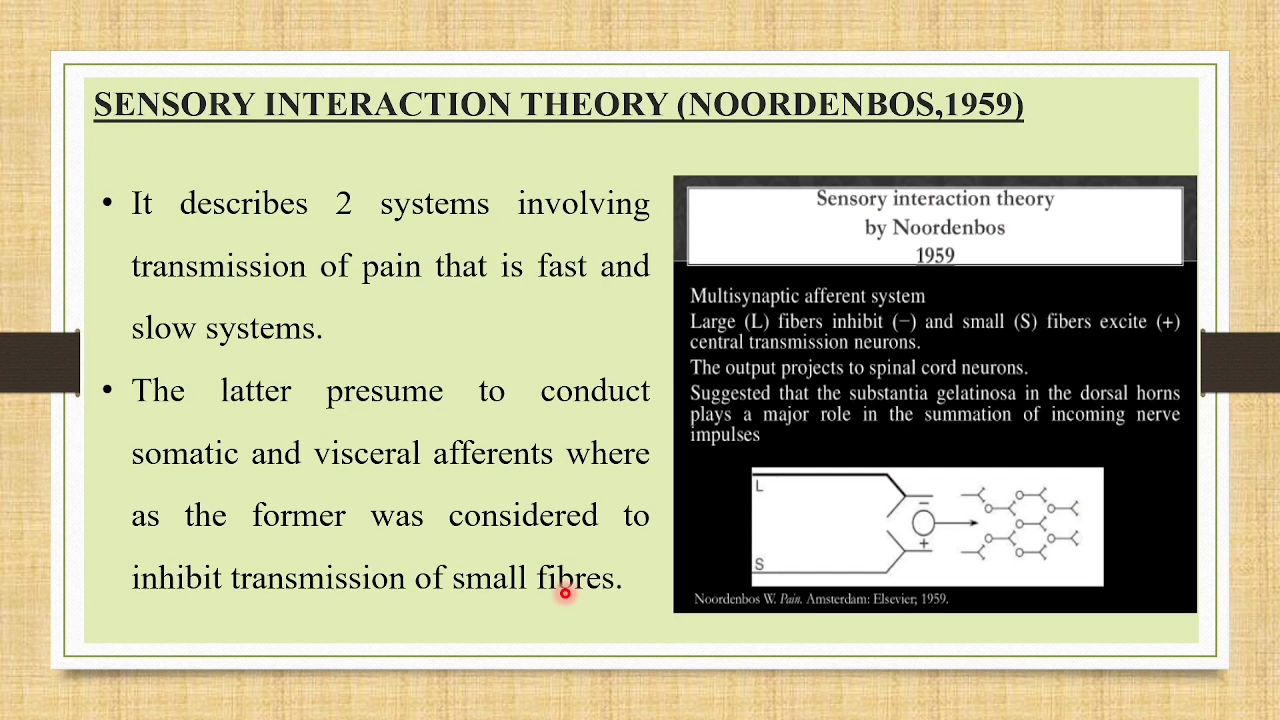 SENSORY INTERACTION THEORY (NOORDENBOS,1959)
• It describes 2 systems involving
transmission of pain that is fast and
slow systems.
• The latter presume to conduct
somatic and visceral afferents where
as the former was considered to
inhibit transmission of small fibres.
Sensory interaction theory
by Noordenbos
1959
Multisynaptic afferent system
Large (L) fibers inhibit (−) and small (S) fibers excite (+)
central transmission neurons.
The output projects to spinal cord neurons.
Suggested that the substantia gelatinosa in the dorsal horns
plays a major role in the summation of incoming nerve
impulses
L
−
+
S
Noordenbos W. Pain. Amsterdam: Elsevier; 1959.